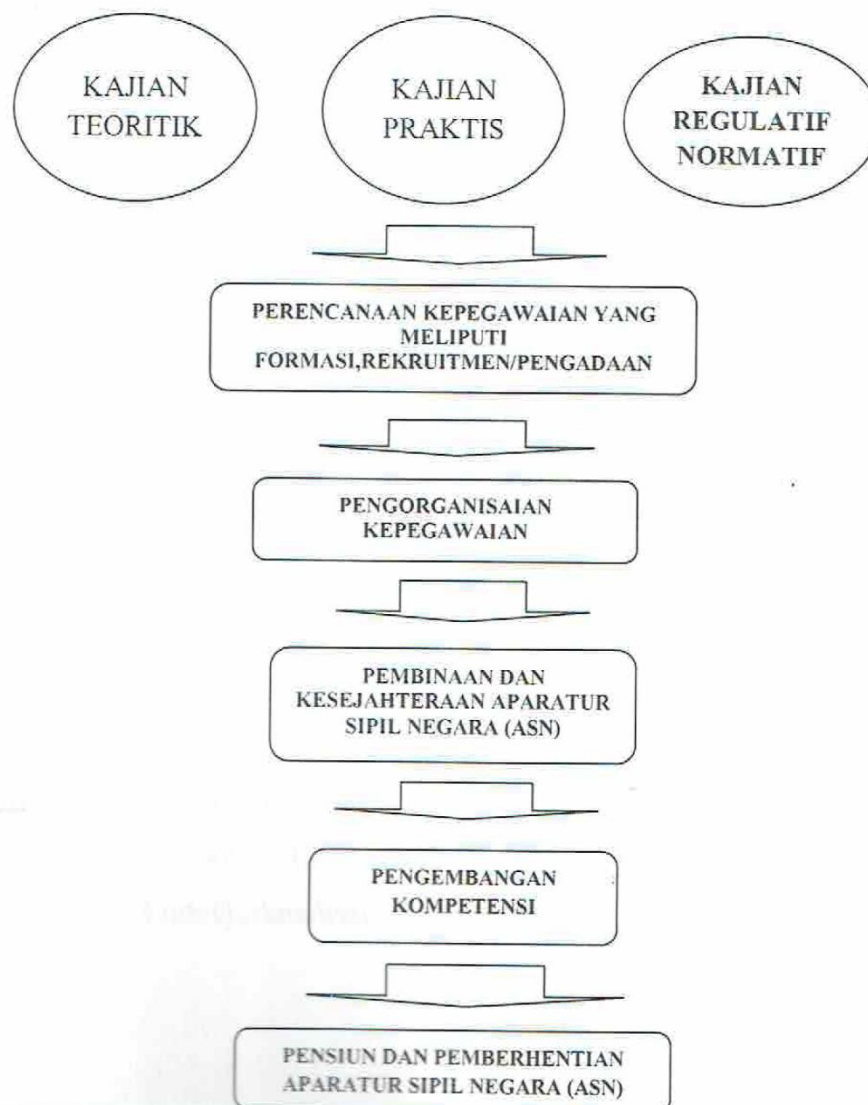 KAJIAN
TEORITIK
KAJIAN
PRAKTIS
KAJIAN
REGULATIF
NORMATIF
PERENCANAAN KEPEGAWAIAN YANG
MELIPUTI
FORMASI,REKRUITMEN/PENGADAAN
PENGORGANISAIAN
KEPEGAWAIAN
PEMBINAAN DAN
KESEJAHTERAAN APARATUR
SIPIL NEGARA (ASN)
PENGEMBANGAN
KOMPETENSI
PENSIUN DAN PEMBERHENTIAN
APARATUR SIPIL NEGARA (ASN)